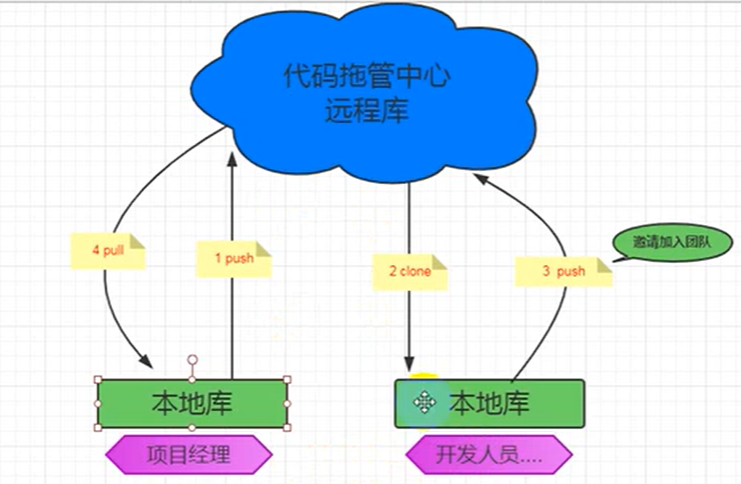 代码拖管中心
远程库
邀请加入团队
4 pull
1 push
2 clone
3 push
本地库
本地库
项目经理
开发人员....